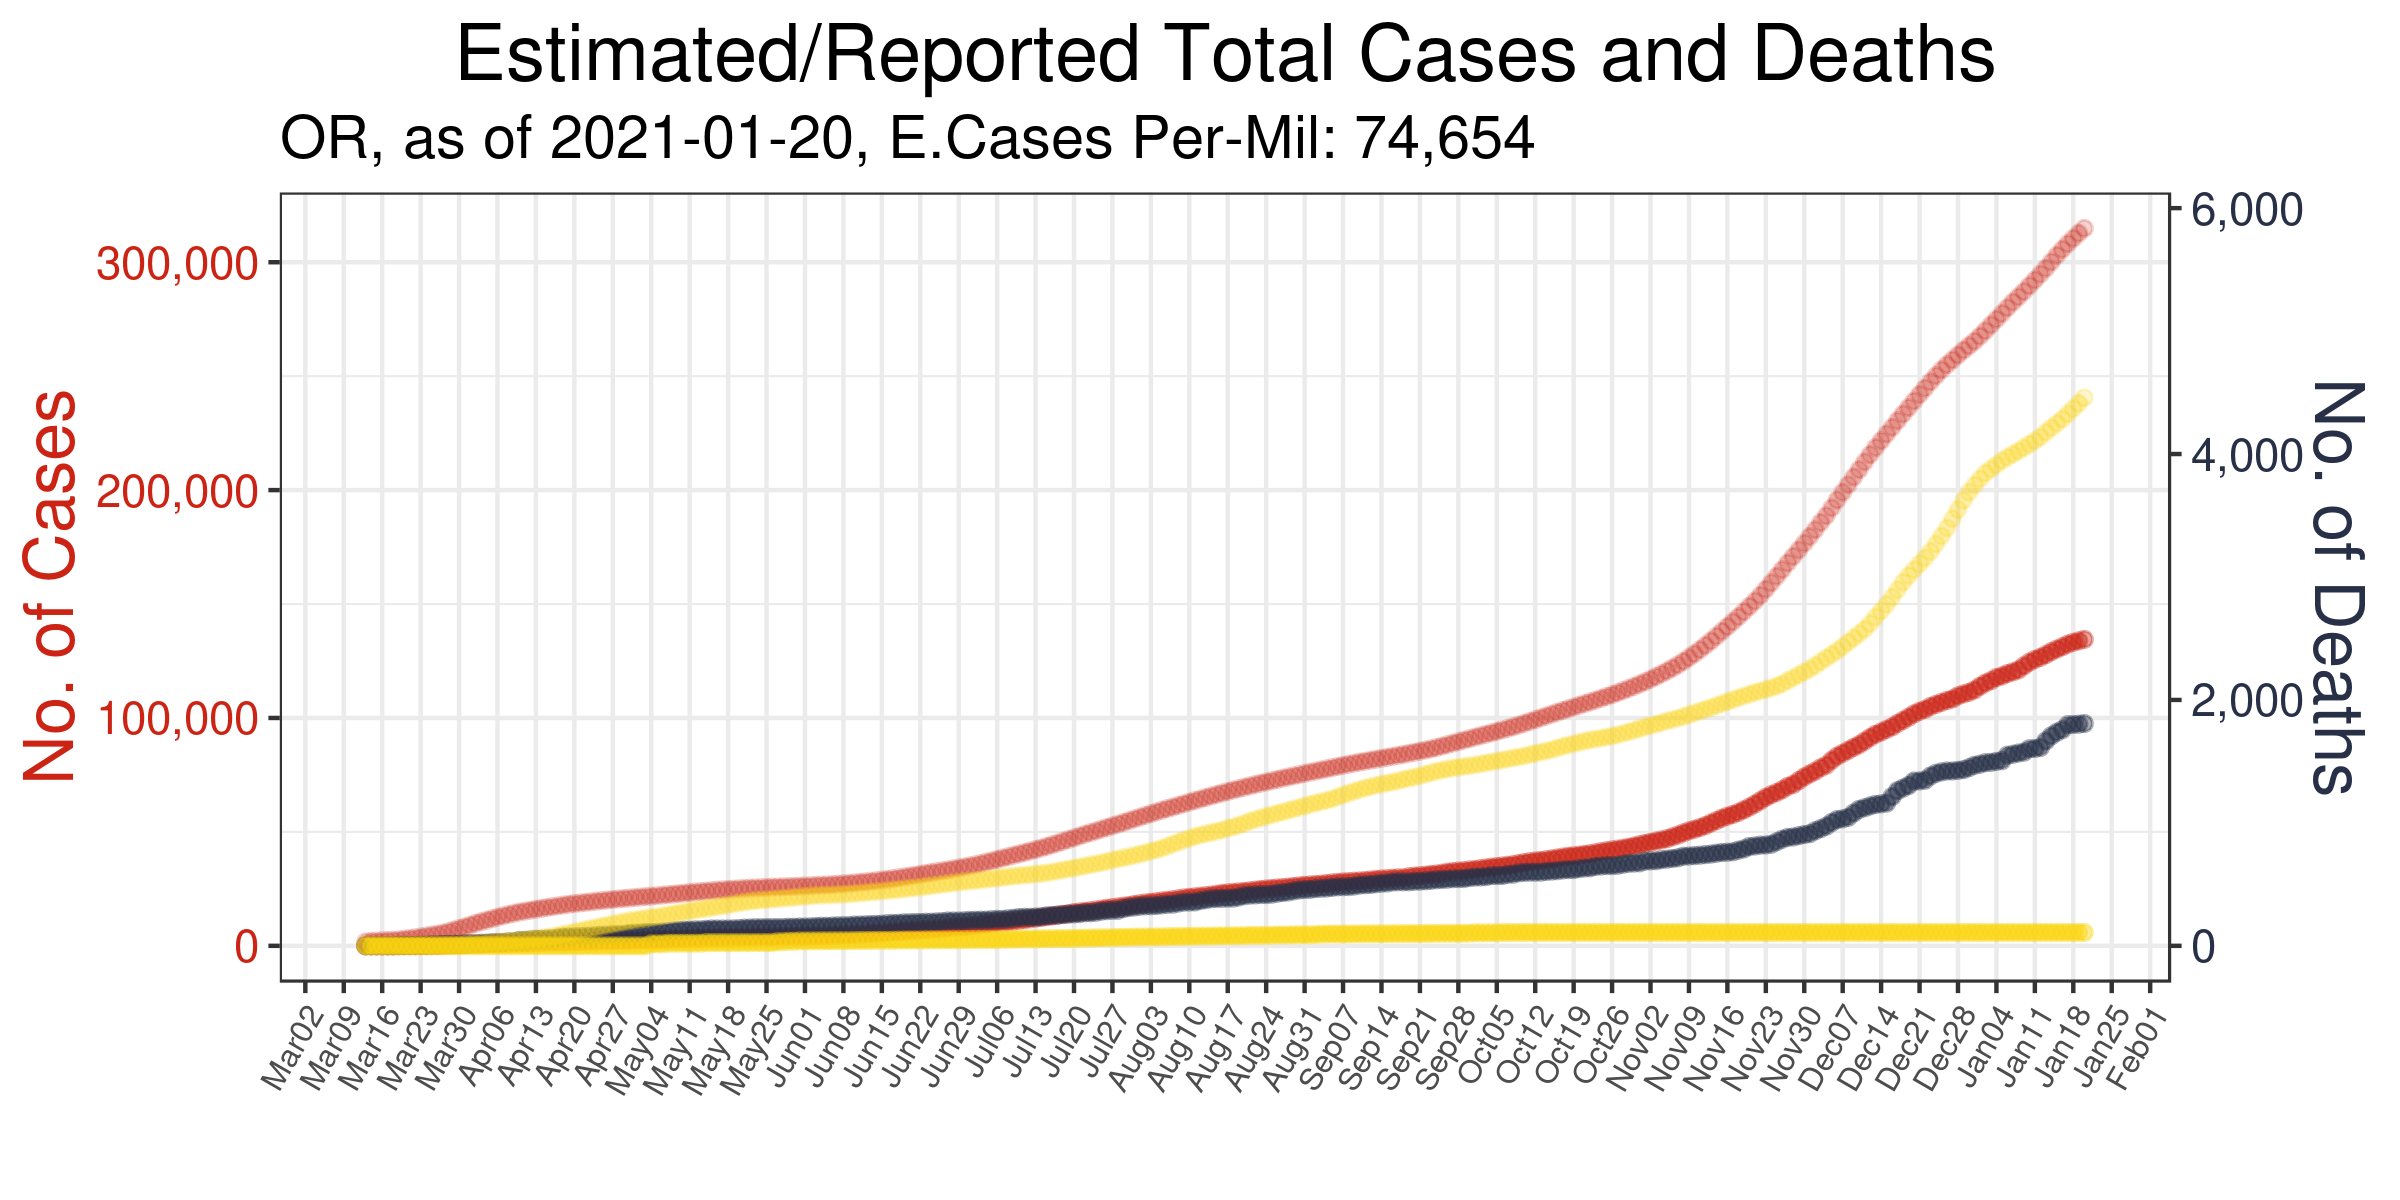 Estimated/Reported Total Cases and Deaths
OR, as of 2021-01-20, E.Cases Per-Mil: 74,654
No. of Cases
300,000
200,000
100,000
0
6,000
4,000
2,000
0
No. of Deaths
Mar02 Mar09 Mar16 Mar23 Mar30 Apr06 Apr13 Apr20 Apr27 May04 May11 May18 May25 Jun01 Jun08 Jun15 Jun22 Jun29 Jul06 Jul13 Jul20 Jul27 Aug03 Aug10 Aug17 Aug24 Aug31 Sep07 Sep14 Sep21 Sep28 Oct05 Oct12 Oct19 Oct26 Nov02 Nov09 Nov16 Nov23 Nov30 Dec07 Dec14 Dec21 Dec28 Jan04 Jan11 Jan18 Jan25 Feb01